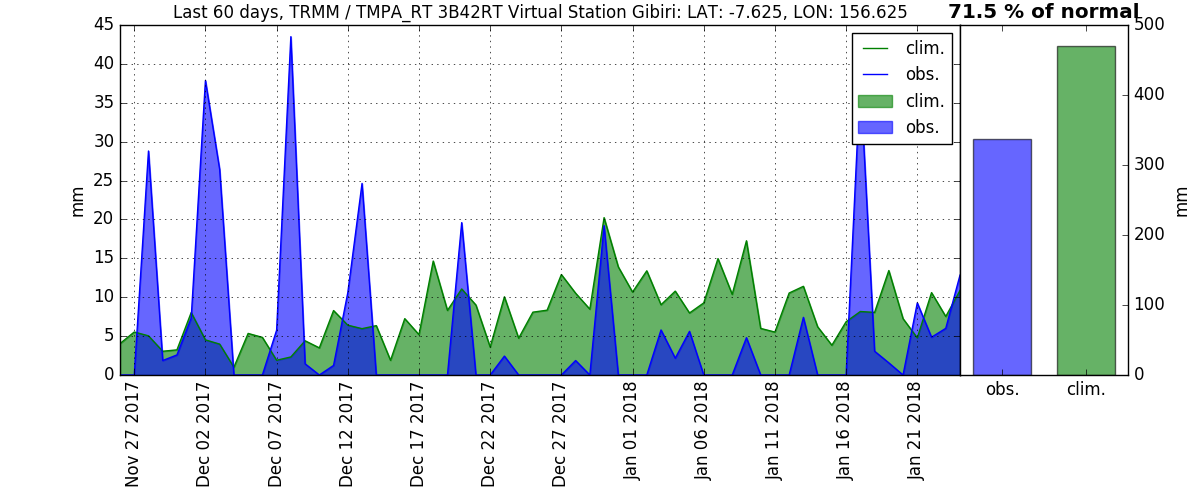 Last 60 days, TRMM / TMPA_RT 3B42RT Virtual Station Gibiri: LAT: -7.625, LON: 156.625
71.5 % of normal
45
40
35
30
25
20
15
10
5
0
mm
clim.
obs.
clim.
obs.
500
400
300
200
100
0
mm
Nov 27 2017
Dec 02 2017
Dec 07 2017
Dec 12 2017
Dec 17 2017
Dec 22 2017
Dec 27 2017
Jan 01 2018
Jan 06 2018
Jan 11 2018
Jan 16 2018
Jan 21 2018
obs.
clim.